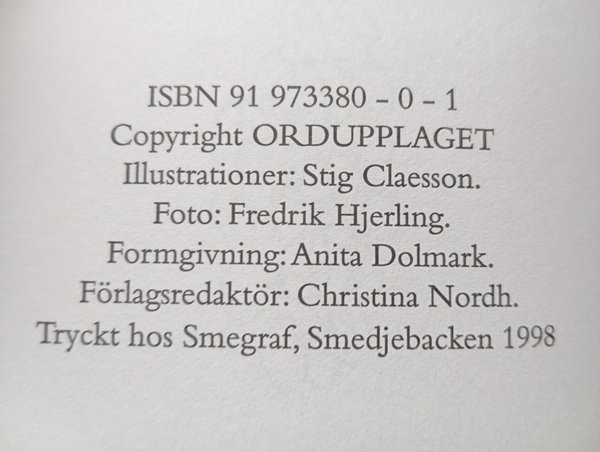 ISBN 91 973380 – 0 – 1
Copyright ORDUPPLAGET
Illustrationer: Stig Claesson.
Foto: Fredrik Hjerling.
Formgivning: Anita Dolmark.
Förlagsredaktör: Christina Nordh.
Tryckt hos Smegraf, Smedjebacken 1998